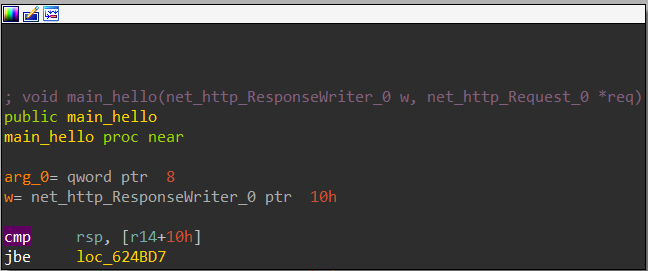 ; void main_hello(net_http_ResponseWriter_0 w, net_http_Request_0 *req)
public main_hello
main_hello proc near
arg_0= qword ptr  8
w= net_http_ResponseWriter_0 ptr  10h
cmp     rsp, [r14+10h]
jbe     loc_624BD7